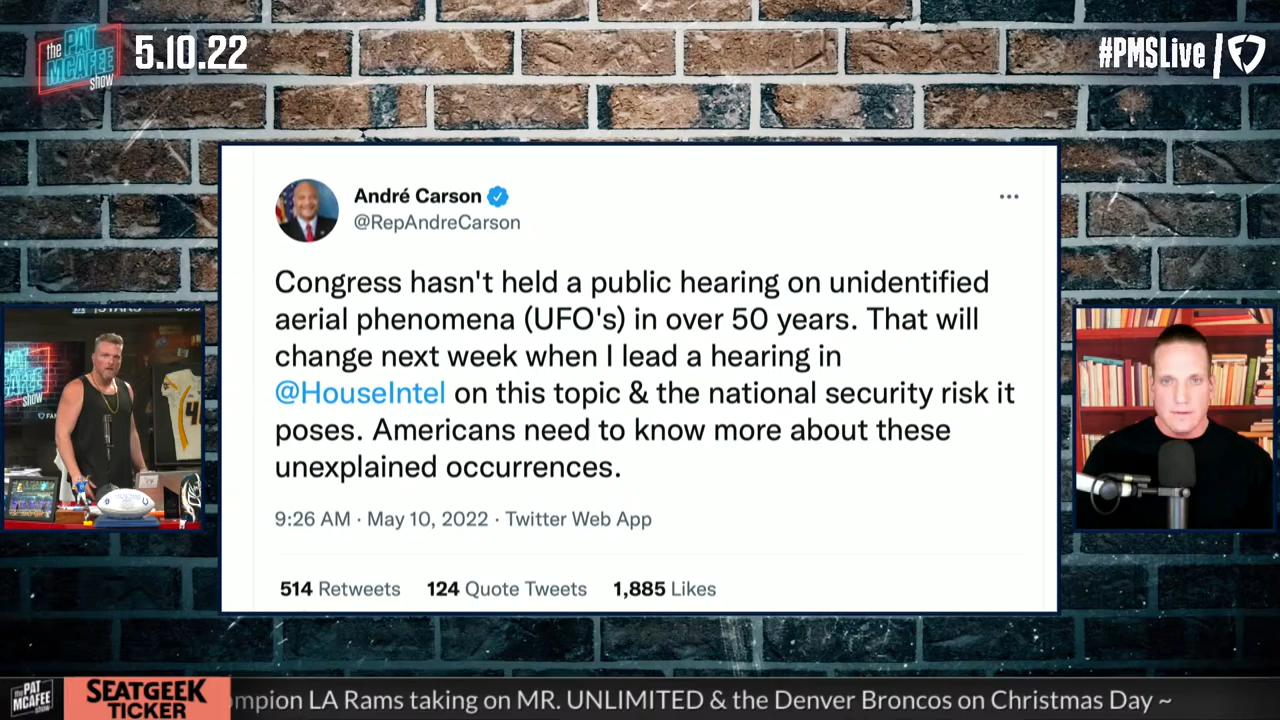 the
PAT
MCAFEE
show
5.10.22
#PMSLive
André Carson
@RepAndreCarson
Congress hasn't held a public hearing on unidentified
aerial phenomena (UFO's) in over 50 years. That will
change next week when I lead a hearing in
@HouseIntel on this topic & the national security risk it
poses. Americans need to know more about these
unexplained occurrences.
9:26 AM · May 10, 2022 · Twitter Web App
514 Retweets 124 Quote Tweets 1,885 Likes
the
PAT
MCAFEE
show
SEATGEEK
TICKER
LA Rams taking on MR. UNLIMITED & the Denver Broncos on Christmas Day ~